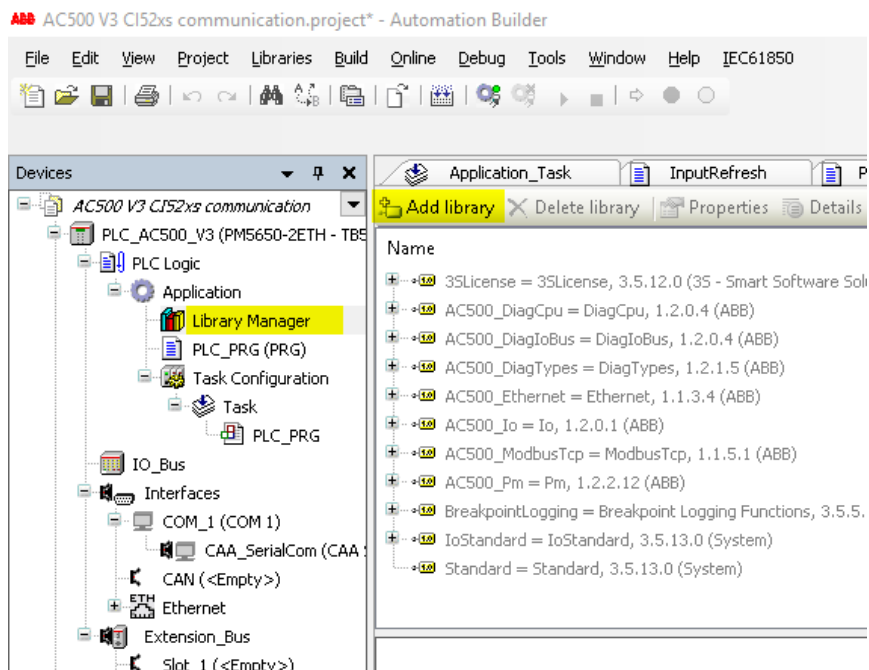 ABB AC500 V3 CI52xs communication.project* - Automation Builder
File Edit View Project Libraries Build Online Debug Tools Window Help IEC61850
Devices
Application_Task InputRefresh P
AC500 V3 CI52xs communication
Add library Delete library Properties Details
PLC_AC500_V3 (PM5650-2ETH - TB5
Name
PLC Logic
3SLicense = 3SLicense, 3.5.12.0 (3S - Smart Software Solu
Application
AC500_DiagCpu = DiagCpu, 1.2.0.4 (ABB)
Library Manager
AC500_DiagIoBus = DiagIoBus, 1.2.0.4 (ABB)
PLC_PRG (PRG)
AC500_DiagTypes = DiagTypes, 1.2.1.5 (ABB)
Task Configuration
AC500_Ethernet = Ethernet, 1.1.3.4 (ABB)
Task
AC500_Io = Io, 1.2.0.1 (ABB)
PLC_PRG
AC500_ModbusTcp = ModbusTcp, 1.1.5.1 (ABB)
IO_Bus
AC500_Pm = Pm, 1.2.2.12 (ABB)
Interfaces
BreakpointLogging = Breakpoint Logging Functions, 3.5.5.
COM_1 (COM 1)
IoStandard = IoStandard, 3.5.13.0 (System)
CAA_SerialCom (CAA
Standard = Standard, 3.5.13.0 (System)
CAN (<Empty>)
ETH Ethernet
Extension_Bus
Slot_1 (<Empty>)